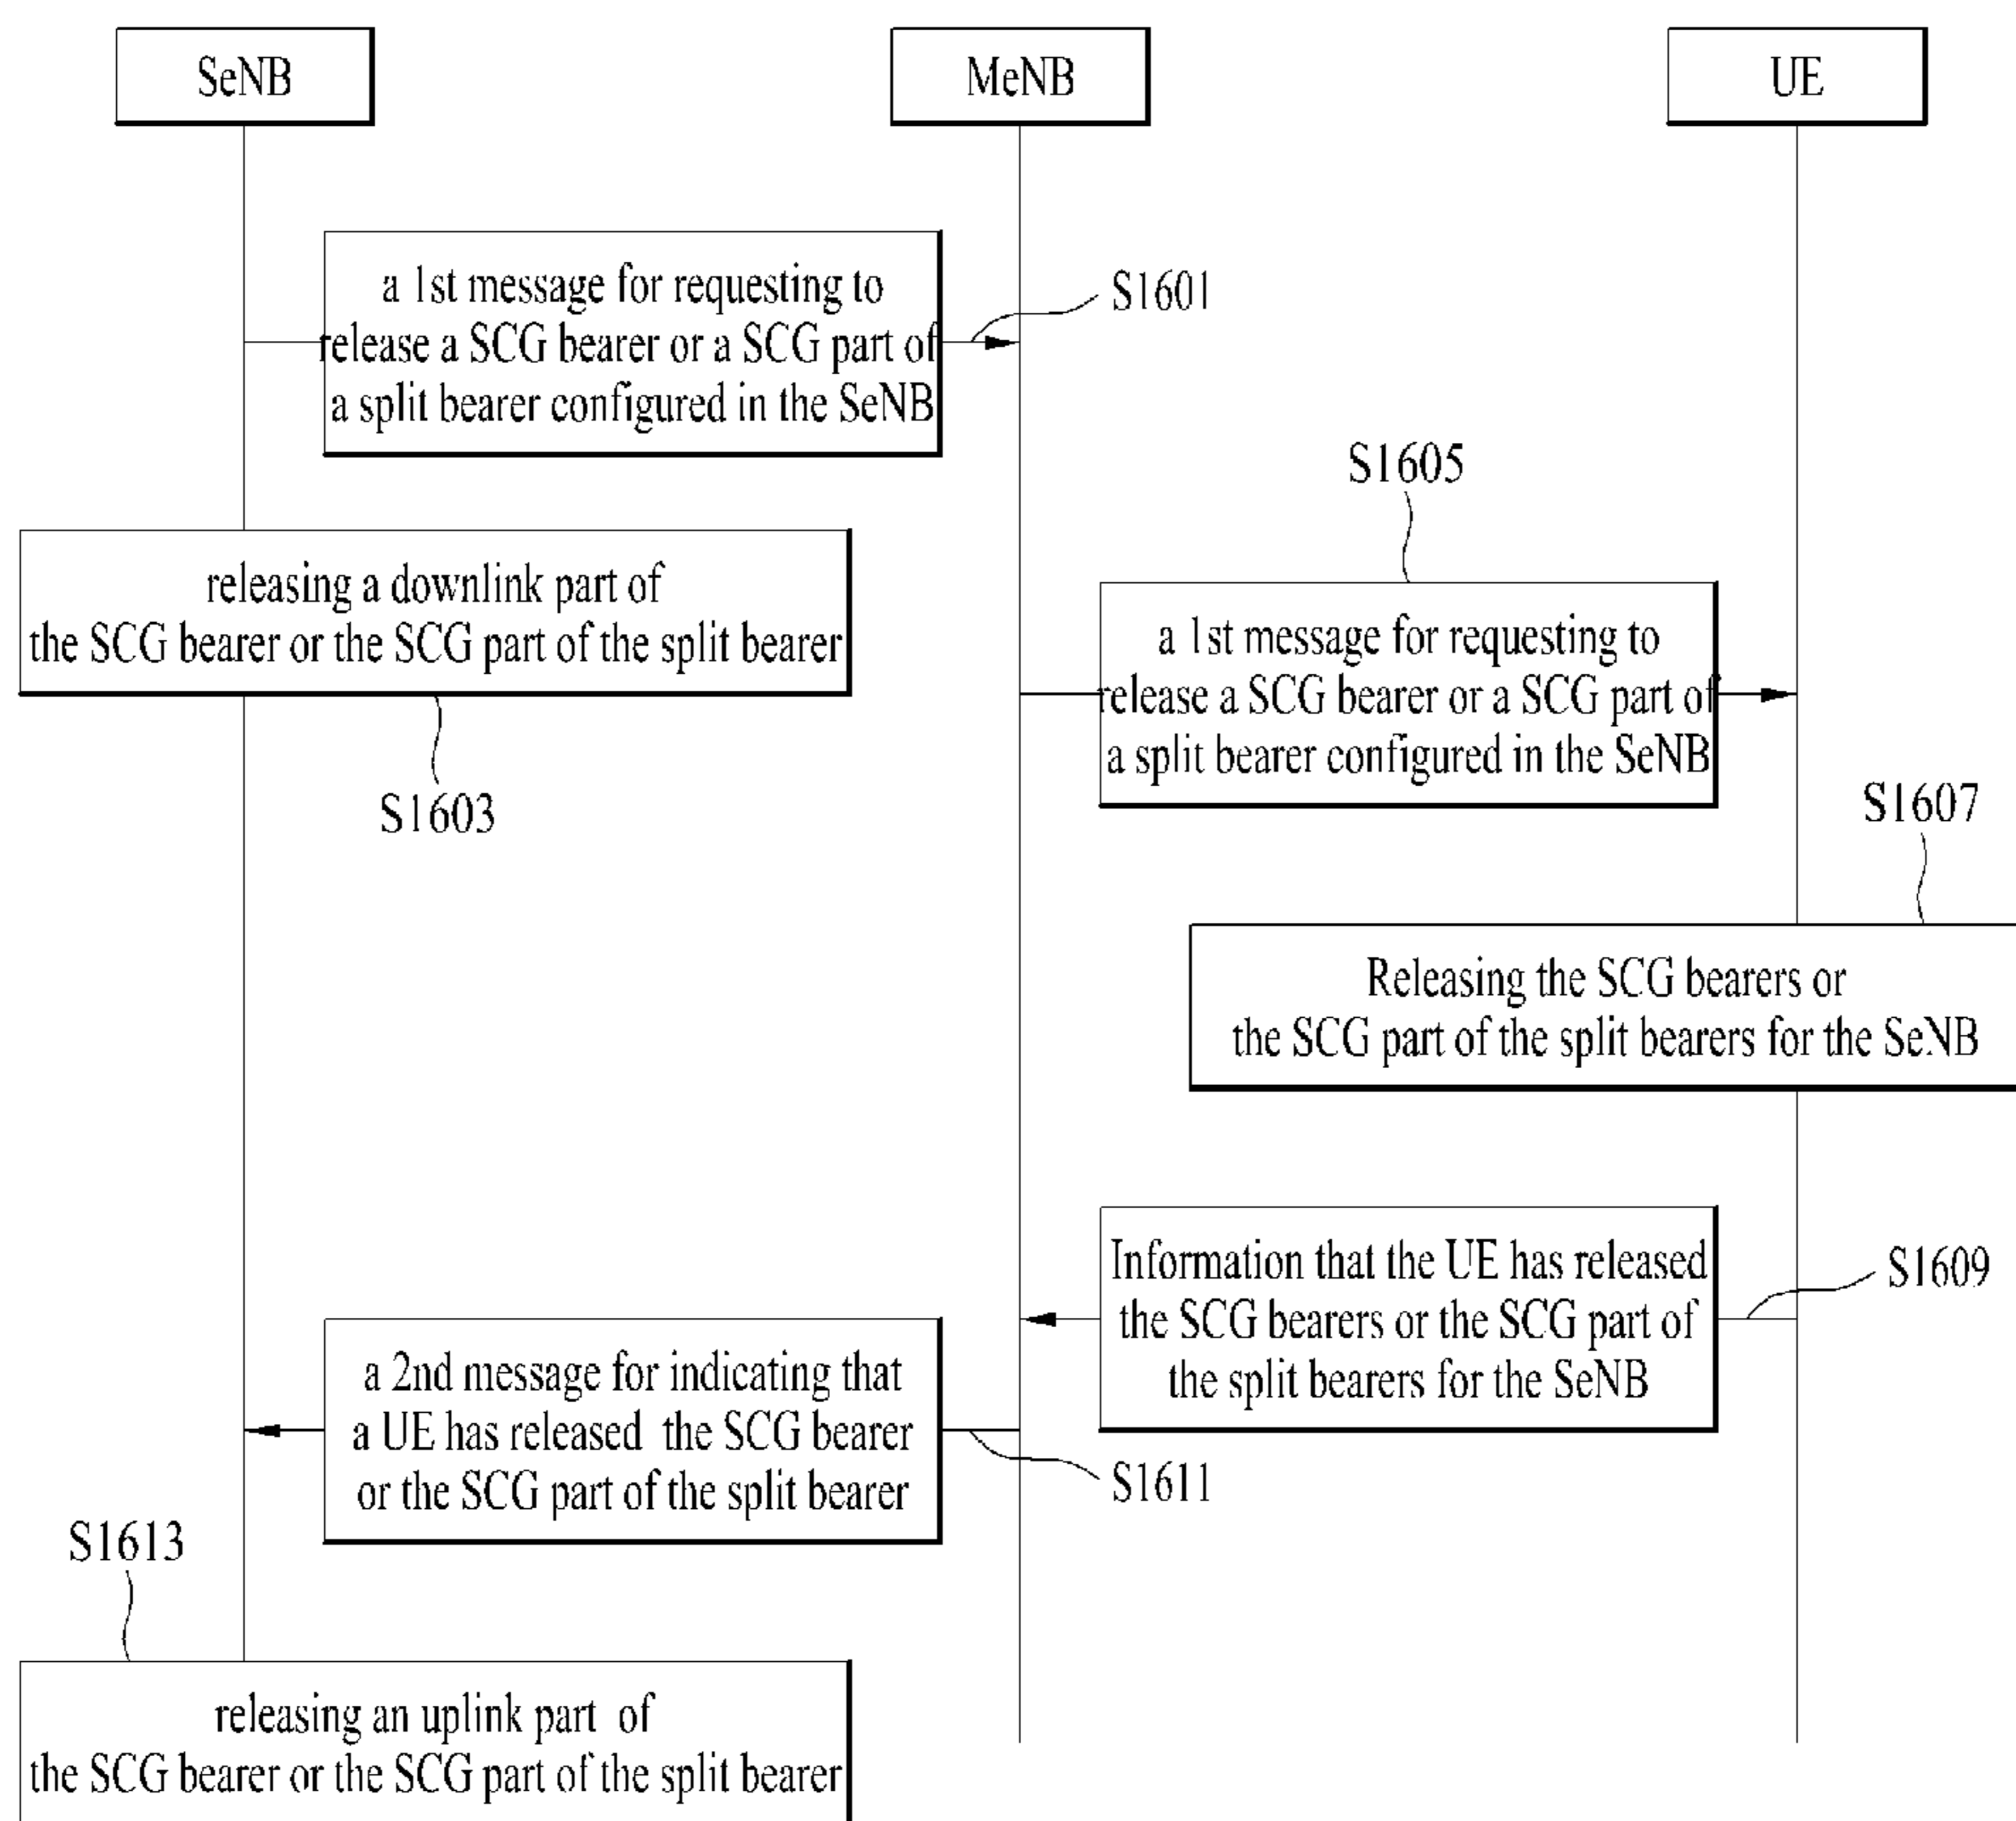 SeNB
MeNB
UE
a 1st message for requesting to
release a SCG bearer or a SCG part of
a split bearer configured in the SeNB
S1601
S1605
releasing a downlink part of
the SCG bearer or the SCG part of the split bearer
S1603
a 1st message for requesting to
release a SCG bearer or a SCG part of
a split bearer configured in the SeNB
S1607
Releasing the SCG bearers or
the SCG part of the split bearers for the SeNB
Information that the UE has released
the SCG bearers or the SCG part of
the split bearers for the SeNB
S1609
a 2nd message for indicating that
a UE has released the SCG bearer
or the SCG part of the split bearer
S1611
S1613
releasing an uplink part of
the SCG bearer or the SCG part of the split bearer